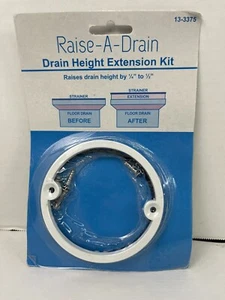 13-3375
Raise-A-Drain
Drain Height Extension Kit
Raises drain height by ¼" to ½"
STRAINER
STRAINER
EXTENSION
FLOOR DRAIN
FLOOR DRAIN
BEFORE
AFTER